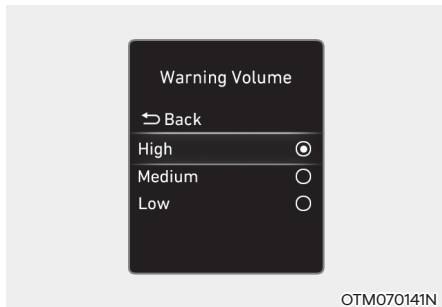 Warning Volume
Back
High
Medium
Low
OTM070141N